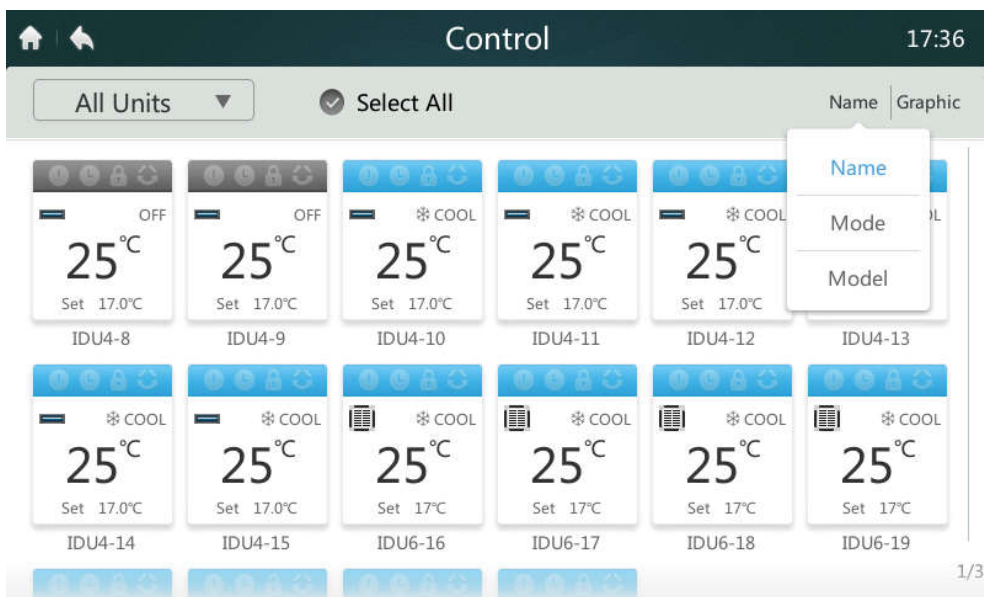 Control 17:36
All Units Select All Name Graphic
Name
Mode
Model
OFF OFF COOL COOL COOL
25℃ 25℃ 25℃ 25℃ 25℃
Set 17.0℃ Set 17.0℃ Set 17.0℃ Set 17.0℃ Set 17.0℃
IDU4-8 IDU4-9 IDU4-10 IDU4-11 IDU4-12 IDU4-13
COOL COOL COOL COOL COOL COOL
25℃ 25℃ 25℃ 25℃ 25℃ 25℃
Set 17.0℃ Set 17.0℃ Set 17℃ Set 17℃ Set 17℃ Set 17℃
IDU4-14 IDU4-15 IDU6-16 IDU6-17 IDU6-18 IDU6-19
1/3